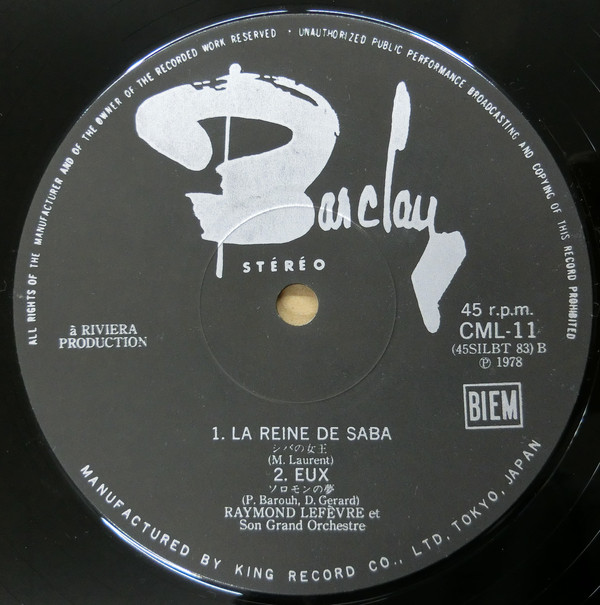 ALL RIGHTS OF THE MANUFACTURER AND OF THE OWNER OF THE RECORDED WORK RESERVED · UNAUTHORIZED PUBLIC PERFORMANCE BROADCASTING AND COPYING OF THIS RECORD PROHIBITED
Barclay
STÉRÉO
à RIVIERA
PRODUCTION
45 r.p.m.
CML-11
(45SILBT 83) B
Ⓟ 1978
BIEM
1. LA REINE DE SABA
シバの女王
(M. Laurent)
2. EUX
ソロモンの夢
(P. Barouh, D. Gerard)
RAYMOND LEFÈVRE et
Son Grand Orchestre
MANUFACTURED BY KING RECORD CO., LTD. TOKYO, JAPAN